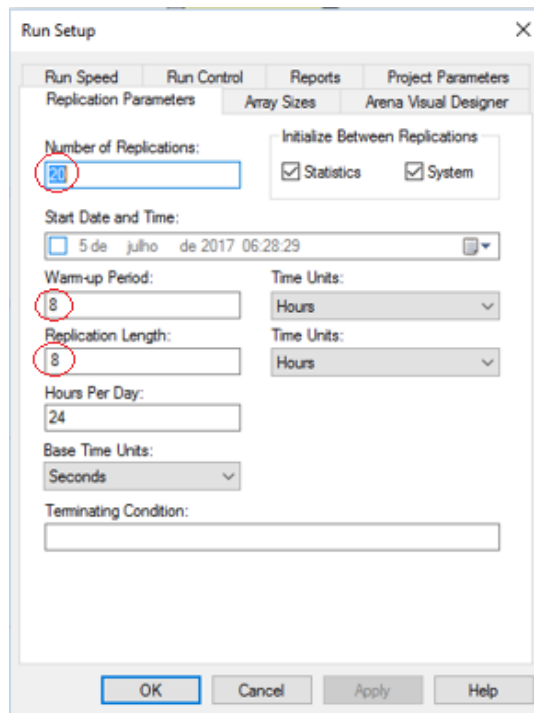 Run Setup
Run Speed Run Control Reports Project Parameters
Replication Parameters Array Sizes Arena Visual Designer
Number of Replications:
20
Initialize Between Replications
Statistics System
Start Date and Time:
5 de julho de 2017 06:28:29
Warm-up Period: Time Units:
8 Hours
Replication Length: Time Units:
8 Hours
Hours Per Day:
24
Base Time Units:
Seconds
Terminating Condition:
OK Cancel Apply Help